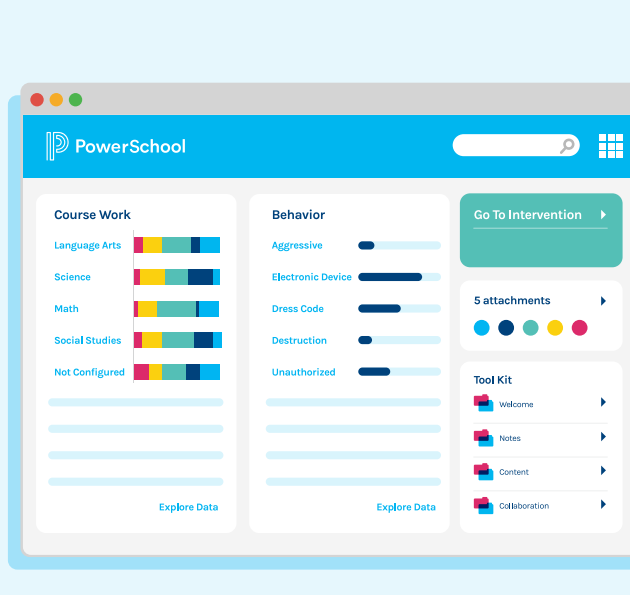 PowerSchool
Course Work
Language Arts
Science
Math
Social Studies
Not Configured
Explore Data
Behavior
Aggressive
Electronic Device
Dress Code
Destruction
Unauthorized
Explore Data
Go To Intervention
5 attachments
Tool Kit
Welcome
Notes
Content
Collaboration